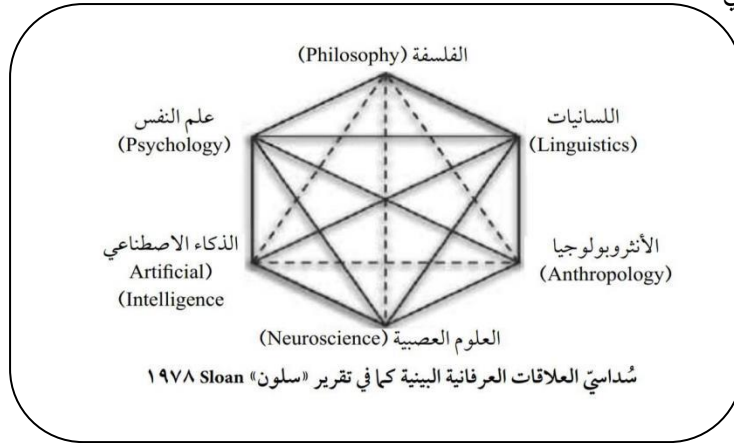 ي
الفلسفة (Philosophy)
علم النفس
(Psychology)
اللسانيات
(Linguistics)
الذكاء الاصطناعي
(Artificial
Intelligence)
الأنثروبولوجيا
(Anthropology)
العلوم العصبية (Neuroscience)
سُداسيّ العلاقات العرفانية البينية كما في تقرير «سلون» Sloan ١٩٧٨